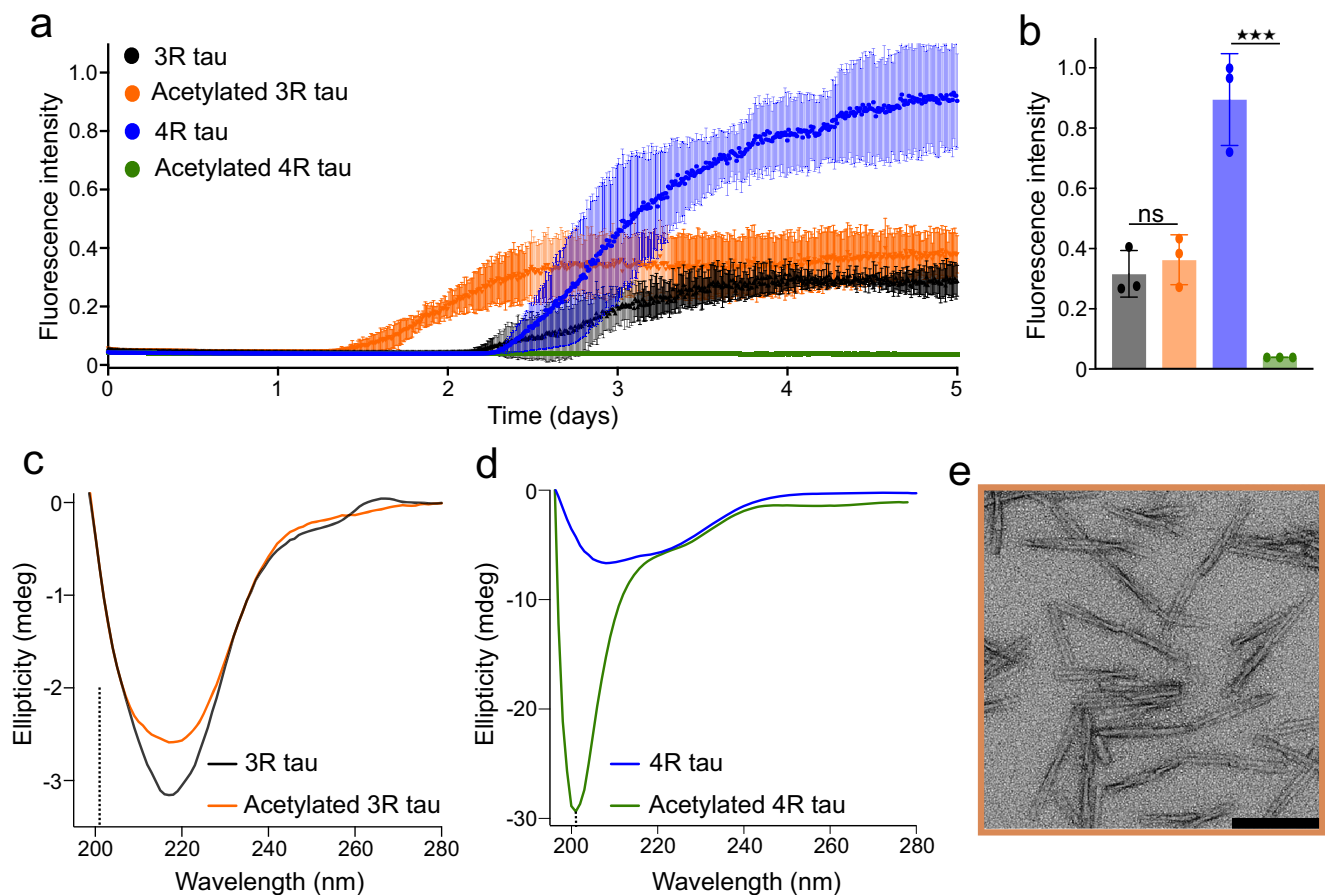 a
3R tau
Acetylated 3R tau
4R tau
Acetylated 4R tau
Fluorescence intensity
1.0
0.8
0.6
0.4
0.2
0
0 1 2 3 4 5
Time (days)
b
★★★
ns
Fluorescence intensity
1.0
0.8
0.6
0.4
0.2
0
c
Ellipticity (mdeg)
0
-1
-2
-3
3R tau
Acetylated 3R tau
200 220 240 260 280
Wavelength (nm)
d
Ellipticity (mdeg)
0
-10
-20
-30
4R tau
Acetylated 4R tau
200 220 240 260 280
Wavelength (nm)
e